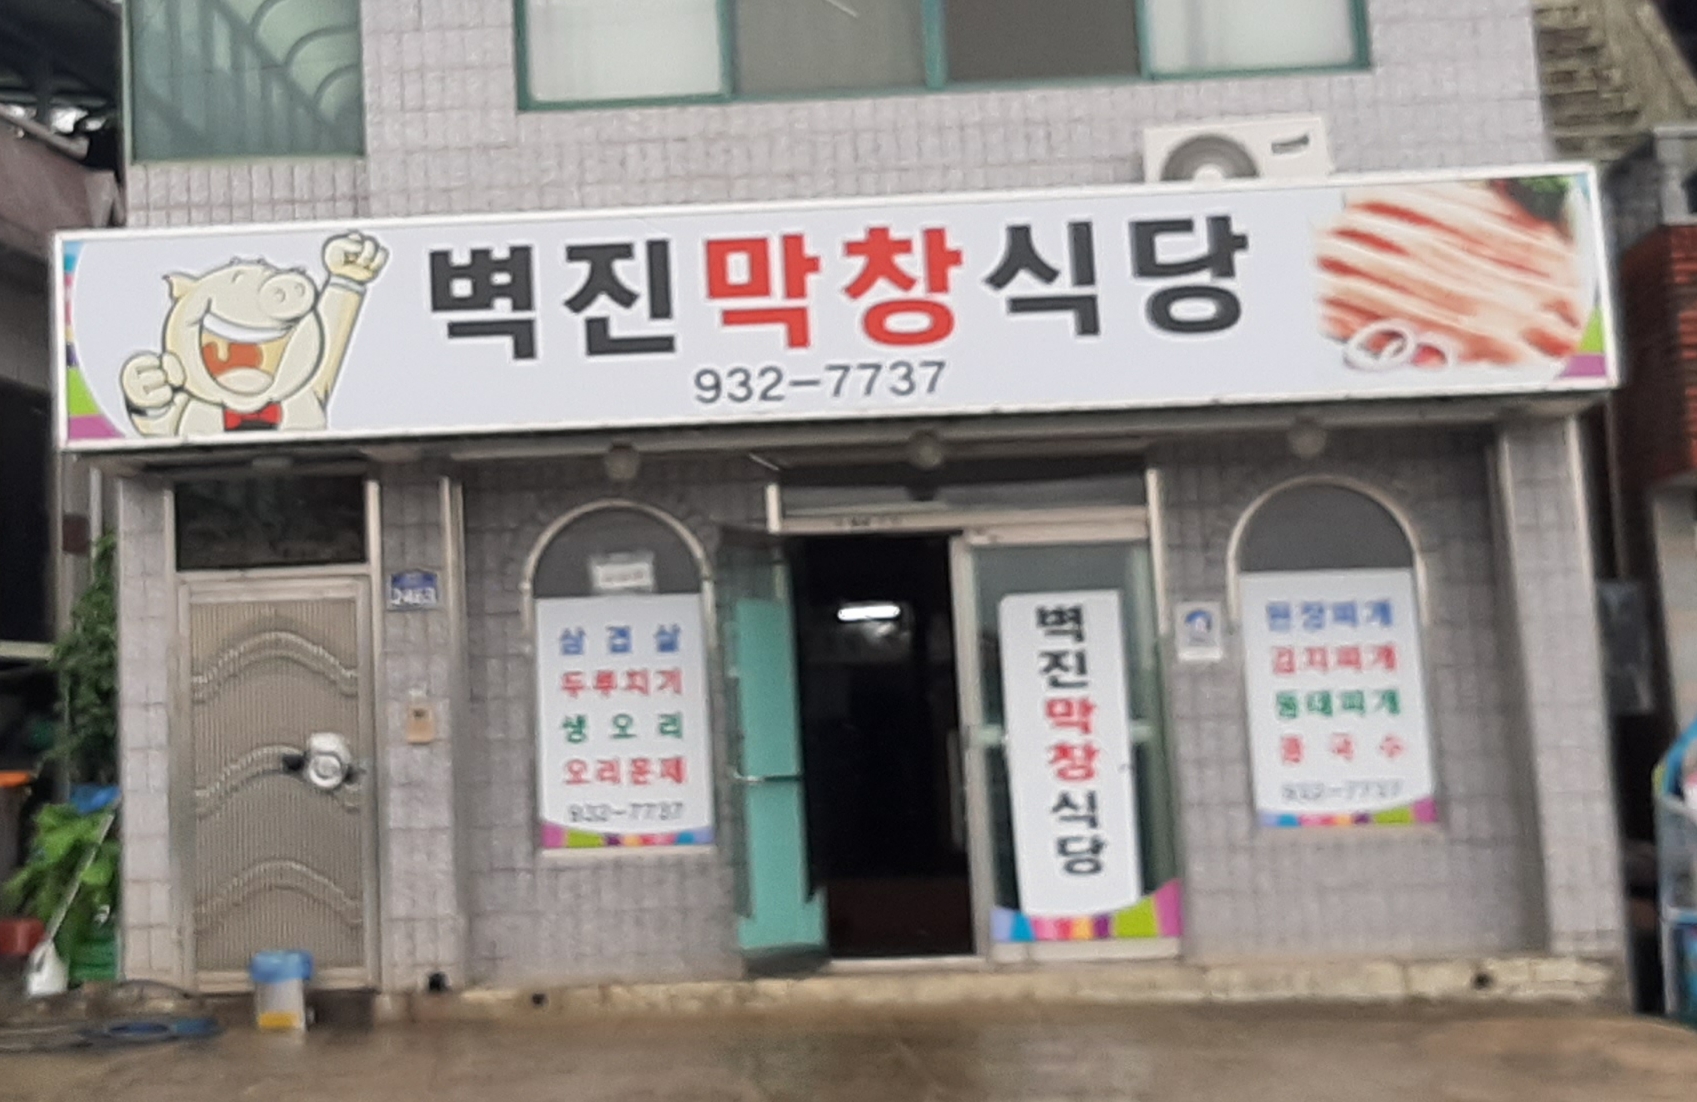 벽진막창식당
932-7737
2463
삼겹살
두루치기
생오리
오리훈제
932-7737
벽진막창식당
된장찌개
김치찌개
동태찌개
콩국수
932-7737